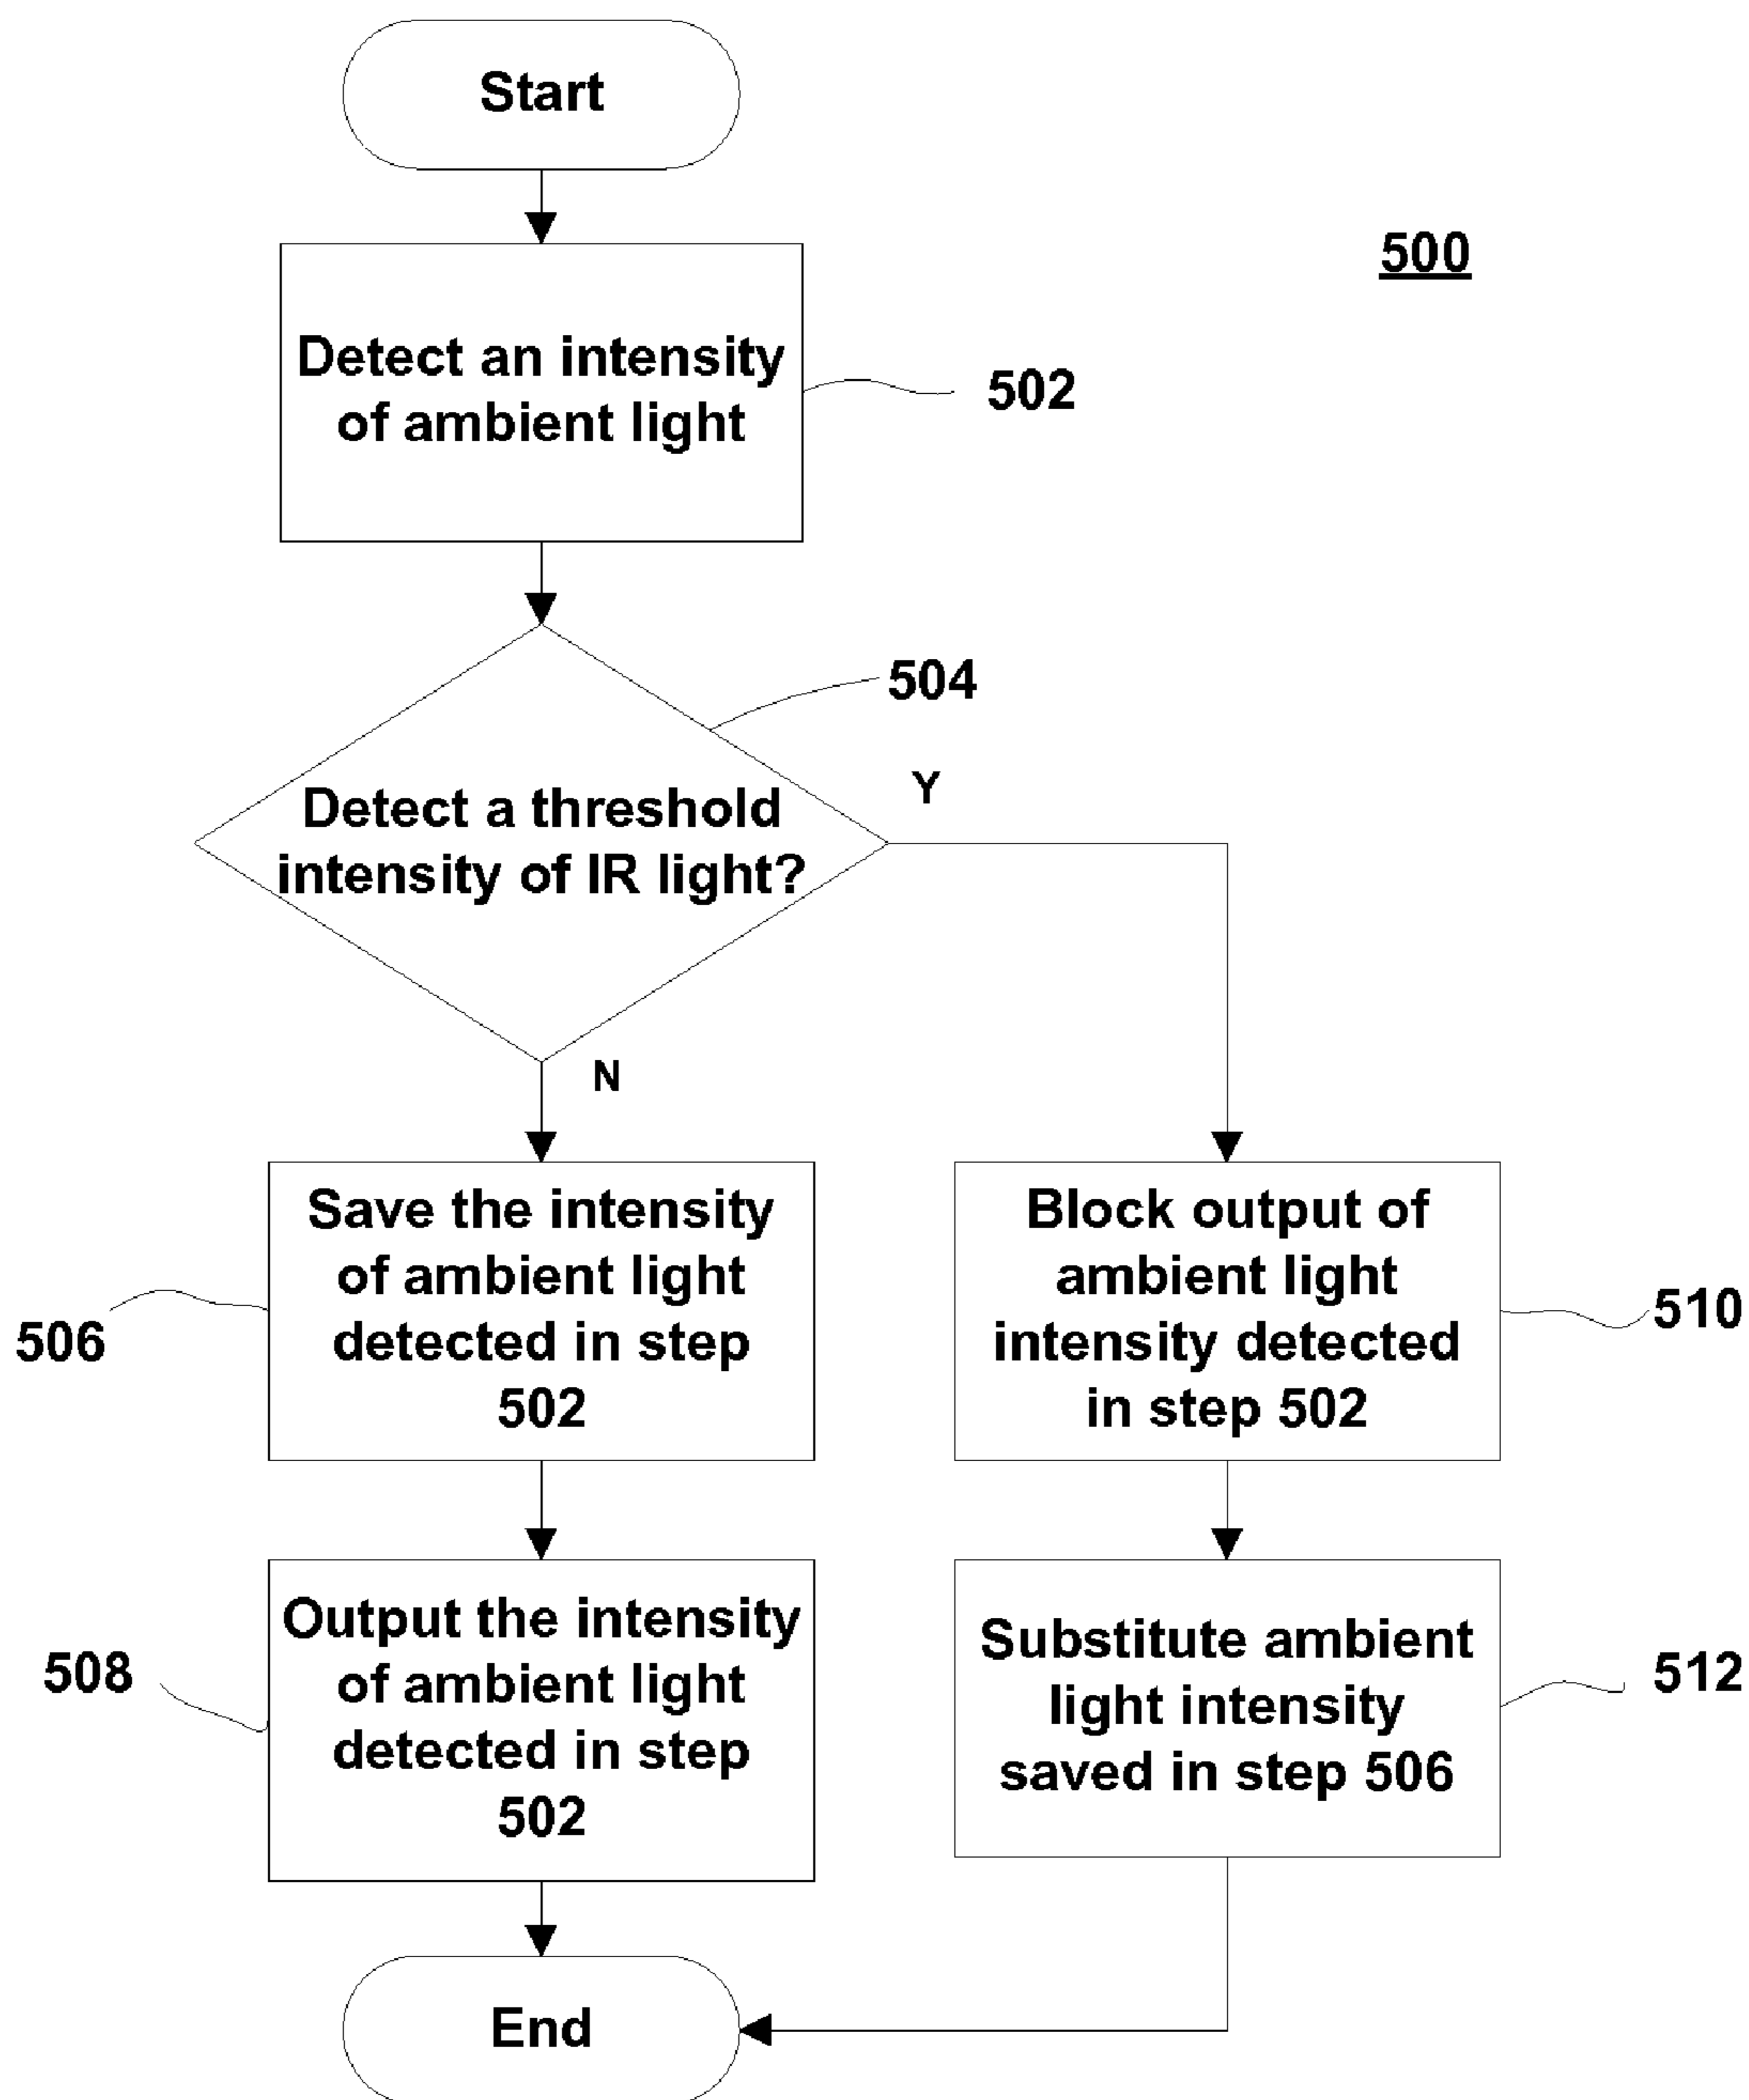 Start
500
Detect an intensity
of ambient light
502
504
Detect a threshold
intensity of IR light?
Y
N
Save the intensity
of ambient light
detected in step
502
506
Block output of
ambient light
intensity detected
in step 502
510
Output the intensity
of ambient light
detected in step
502
508
Substitute ambient
light intensity
saved in step 506
512
End